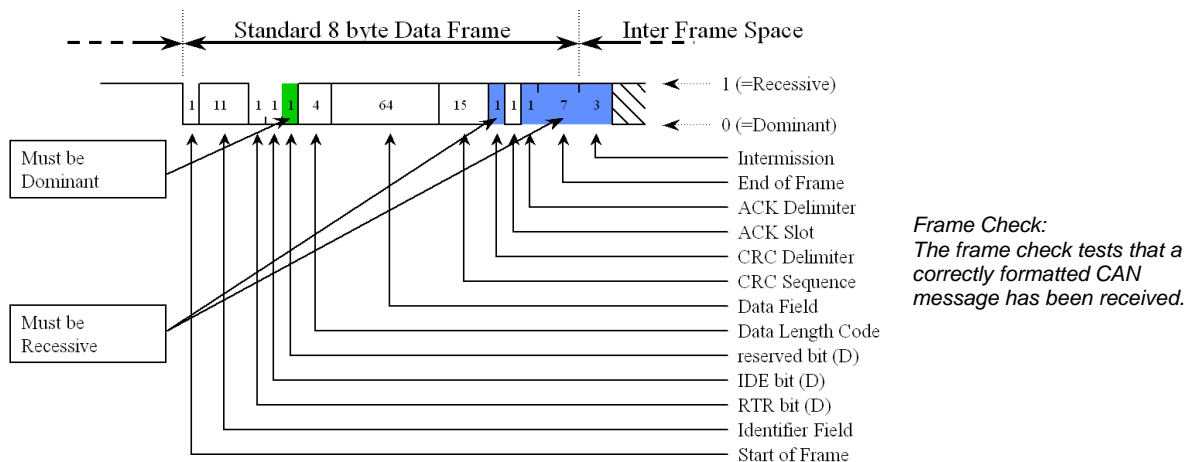 Standard 8 byte Data Frame
Inter Frame Space
1 (=Recessive)
1 11 1 1 1 4 64 15 1 1 1 7 3
0 (=Dominant)
Must be
Dominant
Intermission
End of Frame
ACK Delimiter
ACK Slot
CRC Delimiter
CRC Sequence
Data Field
Data Length Code
reserved bit (D)
IDE bit (D)
RTR bit (D)
Identifier Field
Start of Frame
Must be
Recessive
Frame Check:
The frame check tests that a
correctly formatted CAN
message has been received.